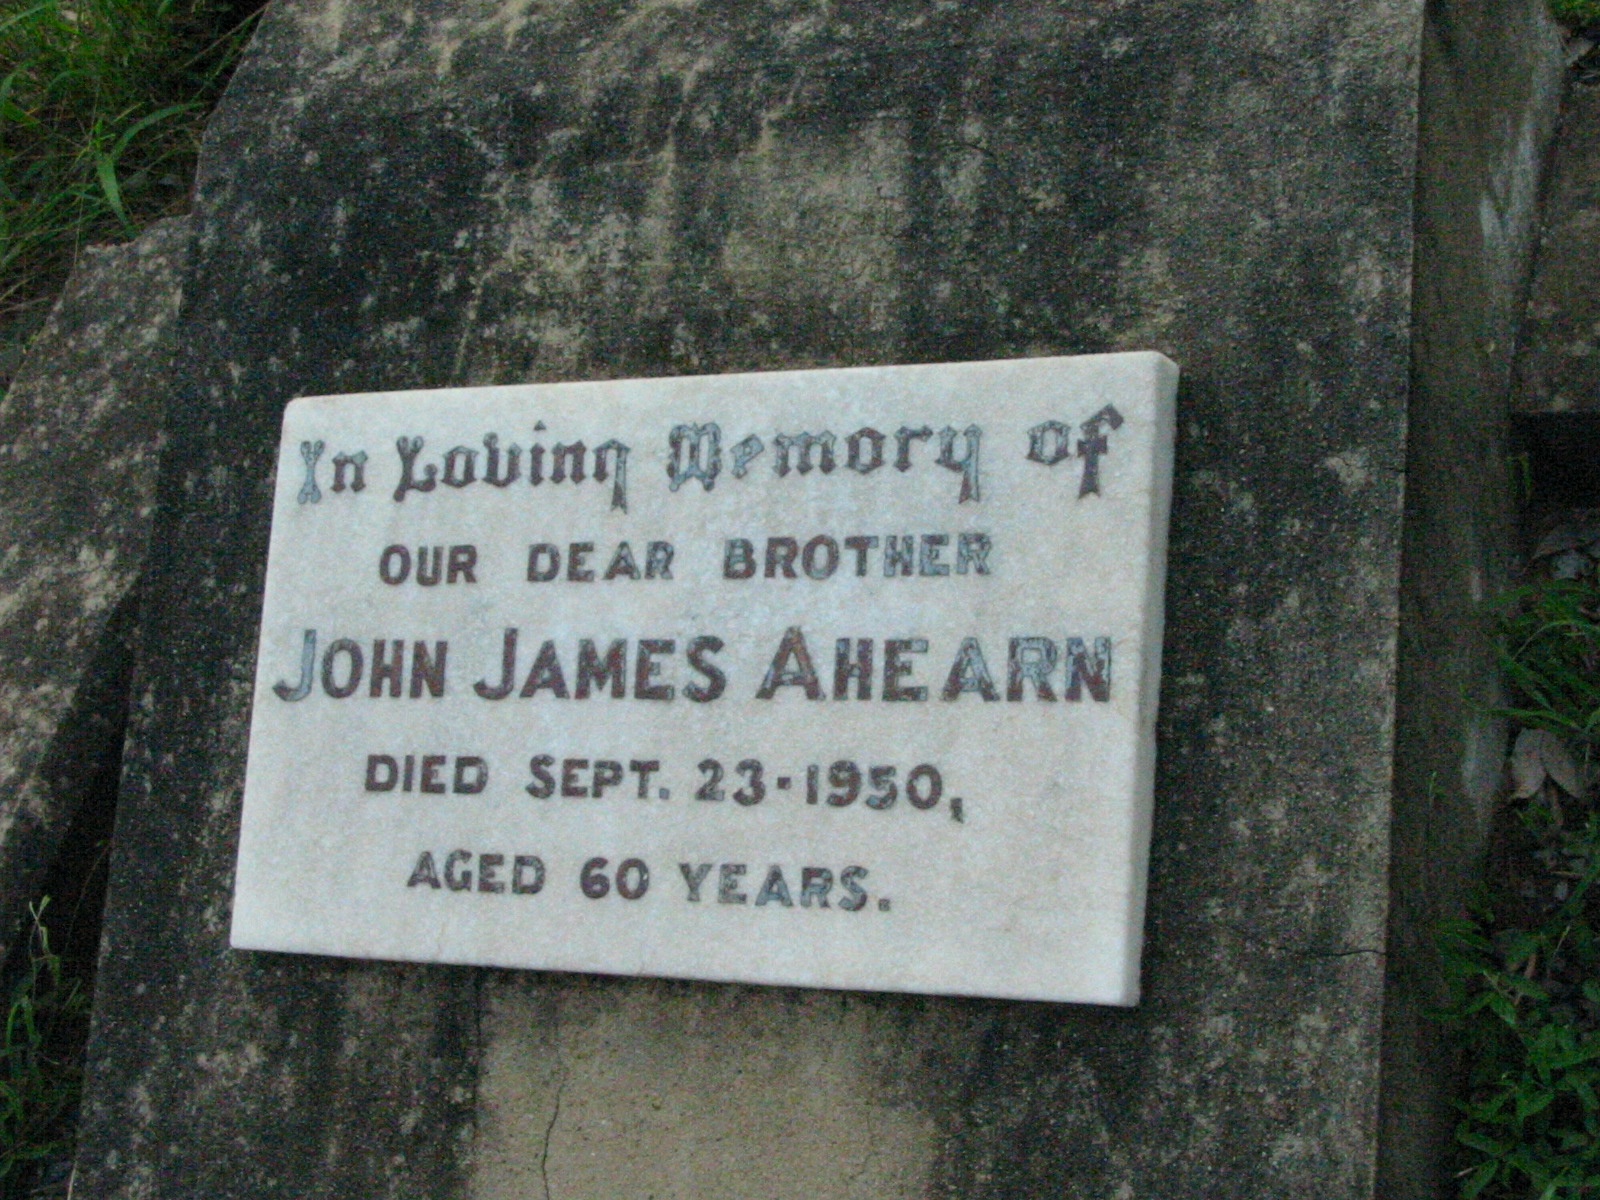 In Loving Memory of
OUR DEAR BROTHER
JOHN JAMES AHEARN
DIED SEPT. 23-1950,
AGED 60 YEARS.